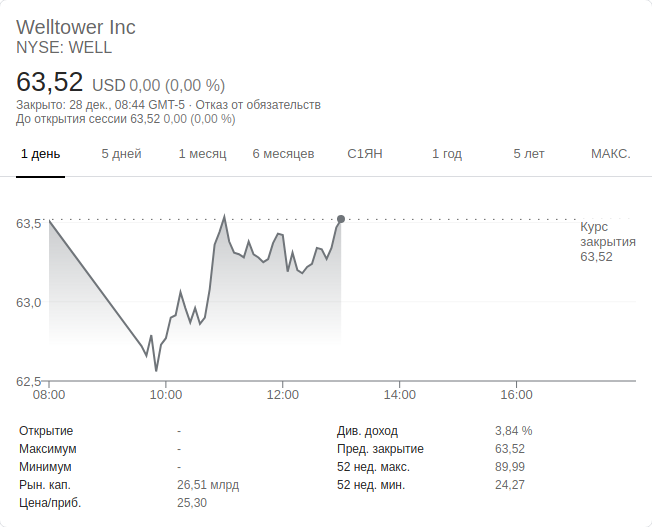 Welltower Inc
NYSE: WELL
63,52 USD 0,00 (0,00 %)
Закрыто: 28 дек., 08:44 GMT-5 · Отказ от обязательств
До открытия сессии 63,52 0,00 (0,00 %)
1 день 5 дней 1 месяц 6 месяцев С1ЯН 1 год 5 лет МАКС.
63,5
Курс закрытия 63,52
63.0
62,5
08:00 10:00 12:00 14:00 16:00
Открытие - Див. доход 3,84 %
Максимум - Пред. закрытие 63,52
Минимум - 52 нед. макс. 89,99
Рын. кап. 26,51 млрд 52 нед. мин. 24,27
Цена/приб. 25,30